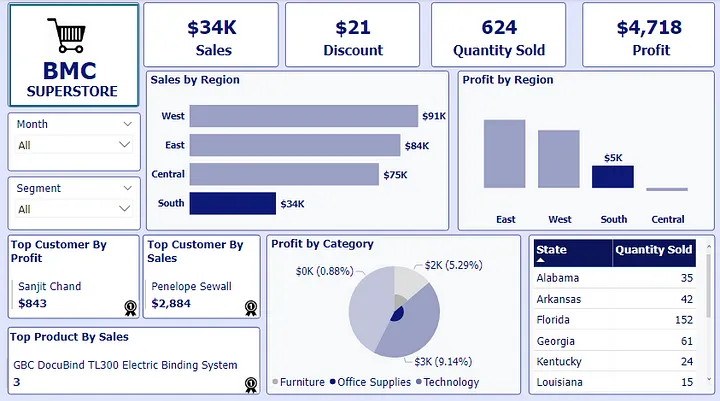 BMC
SUPERSTORE
$34K
Sales
$21
Discount
624
Quantity Sold
$4,718
Profit
Month
All
Segment
All
Sales by Region
West
$91K
East
$84K
Central
$75K
South
$34K
Profit by Region
$5K
East
West
South
Central
Top Customer By
Profit
Sanjit Chand
$843
1
Top Customer By
Sales
Penelope Sewall
$2,884
1
Top Product By Sales
GBC DocuBind TL300 Electric Binding System
3
1
Profit by Category
$0K (0.88%)
$2K (5.29%)
$3K (9.14%)
Furniture Office Supplies Technology
State Quantity Sold
Alabama 35
Arkansas 42
Florida 152
Georgia 61
Kentucky 24
Louisiana 15